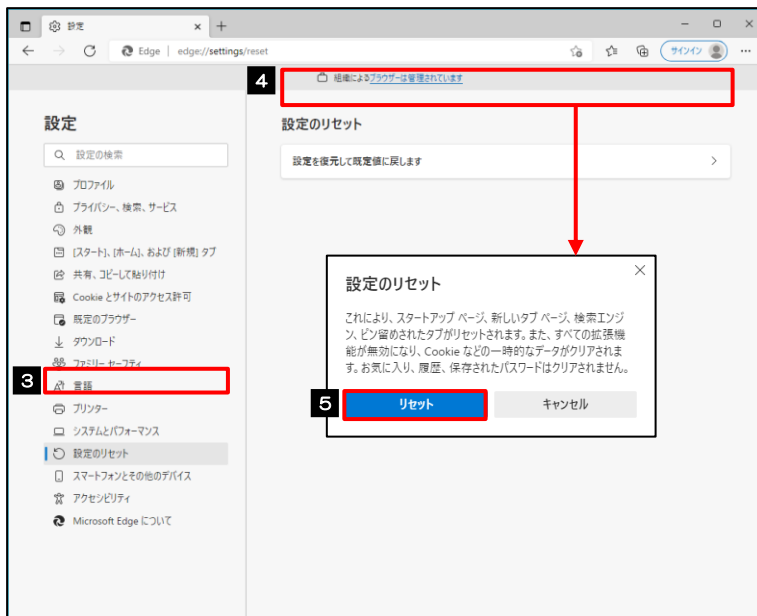 設定
Edge | edge://settings/reset
サインイン
4
組織によるブラウザーは管理されています
設定
設定の検索
プロファイル
プライバシー、検索、サービス
外観
[スタート]、[ホーム]、および [新規] タブ
共有、コピーして貼り付け
Cookie とサイトのアクセス許可
既定のブラウザー
ダウンロード
ファミリー セーフティ
3
言語
プリンター
システムとパフォーマンス
設定のリセット
スマートフォンとその他のデバイス
アクセシビリティ
Microsoft Edge について
設定のリセット
設定を復元して既定値に戻します
設定のリセット
これにより、スタートアップ ページ、新しいタブ ページ、検索エンジ
ン、ピン留めされたタブがリセットされます。また、すべての拡張機
能が無効になり、Cookie などの一時的なデータがクリアされま
す。お気に入り、履歴、保存されたパスワードはクリアされません。
5
リセット
キャンセル